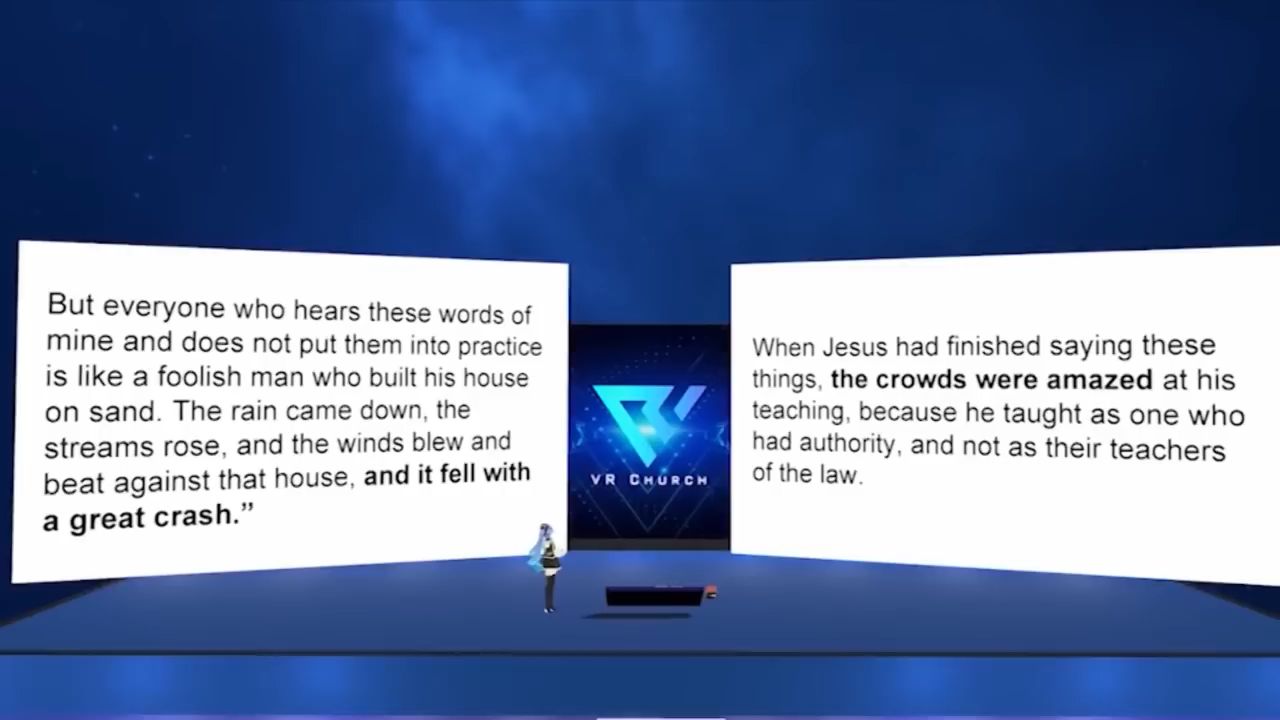 But everyone who hears these words of
mine and does not put them into practice
is like a foolish man who built his house
on sand. The rain came down, the
streams rose, and the winds blew and
beat against that house, and it fell with
a great crash.”
VR CHURCH
When Jesus had finished saying these
things, the crowds were amazed at his
teaching, because he taught as one who
had authority, and not as their teachers
of the law.